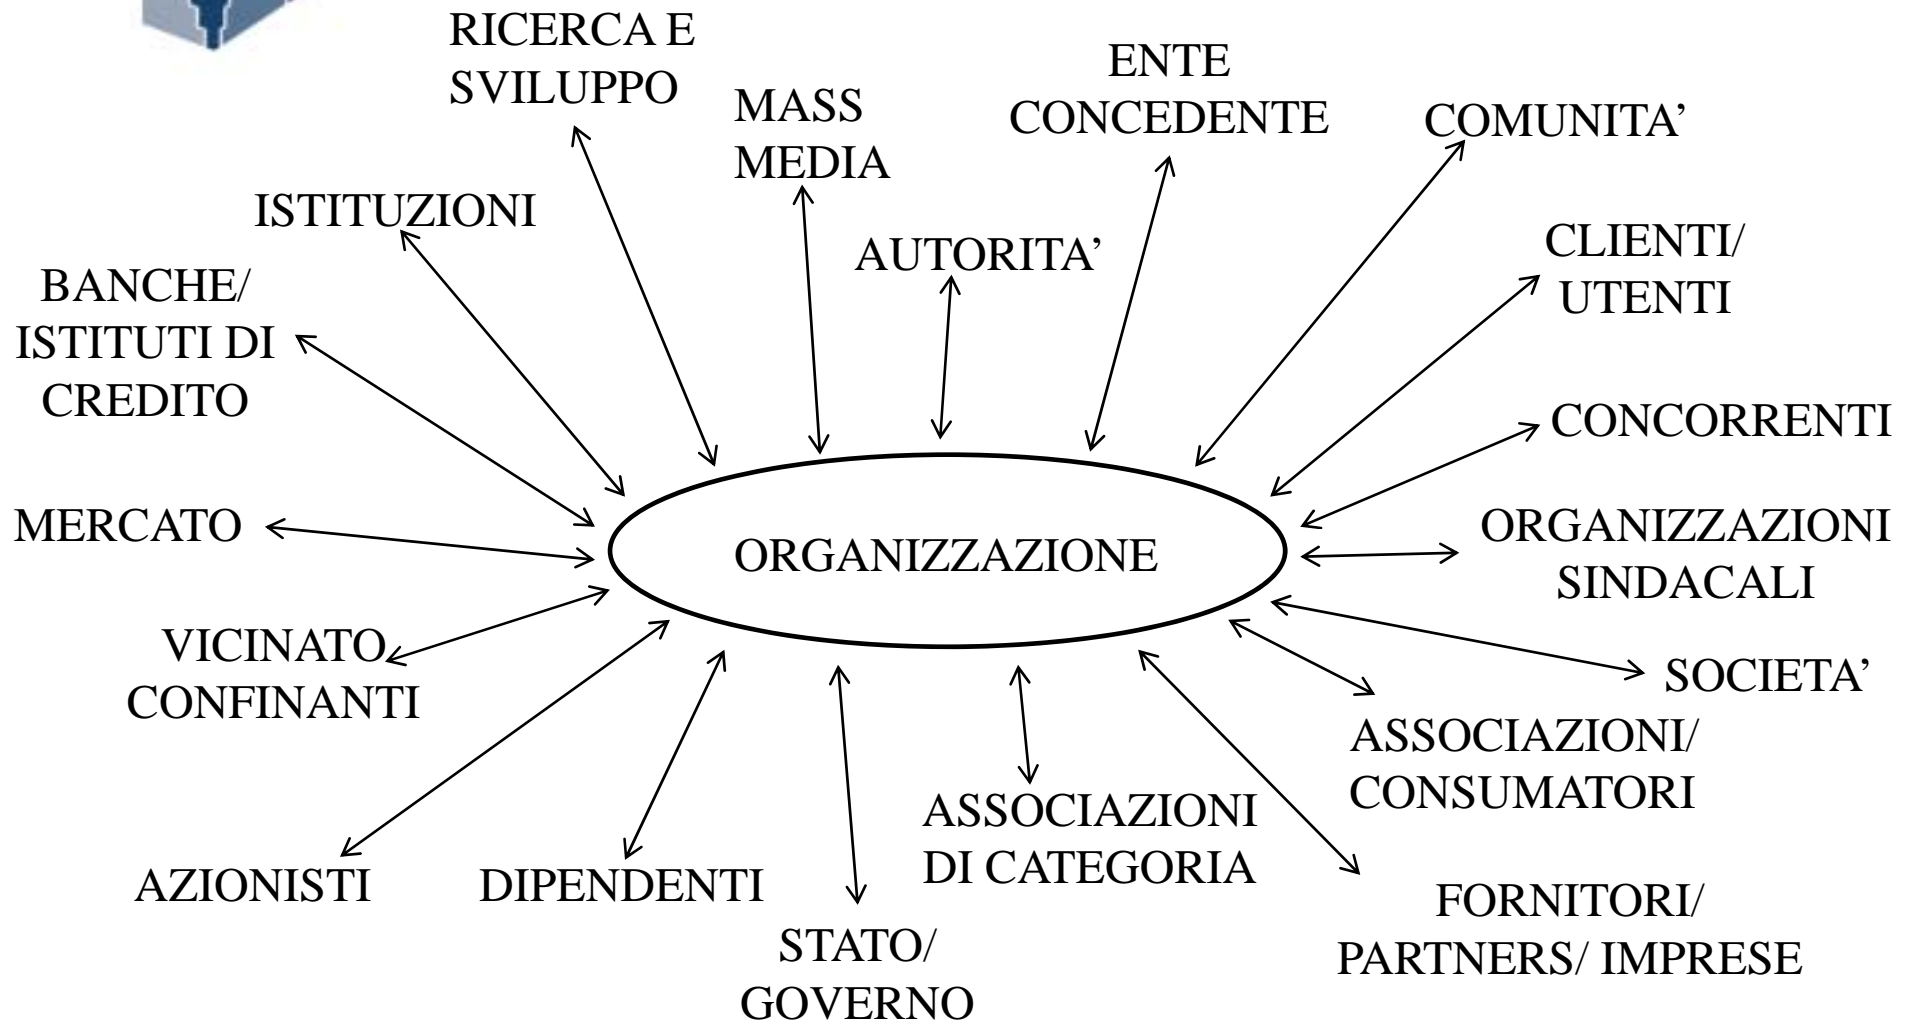 RICERCA E
SVILUPPO
MASS
MEDIA
ENTE
CONCEDENTE
COMUNITA’
ISTITUZIONI
AUTORITA’
CLIENTI/
UTENTI
BANCHE/
ISTITUTI DI
CREDITO
CONCORRENTI
MERCATO
ORGANIZZAZIONE
ORGANIZZAZIONI
SINDACALI
VICINATO
CONFINANTI
SOCIETA’
ASSOCIAZIONI/
CONSUMATORI
AZIONISTI
DIPENDENTI
ASSOCIAZIONI
DI CATEGORIA
STATO/
GOVERNO
FORNITORI/
PARTNERS/ IMPRESE